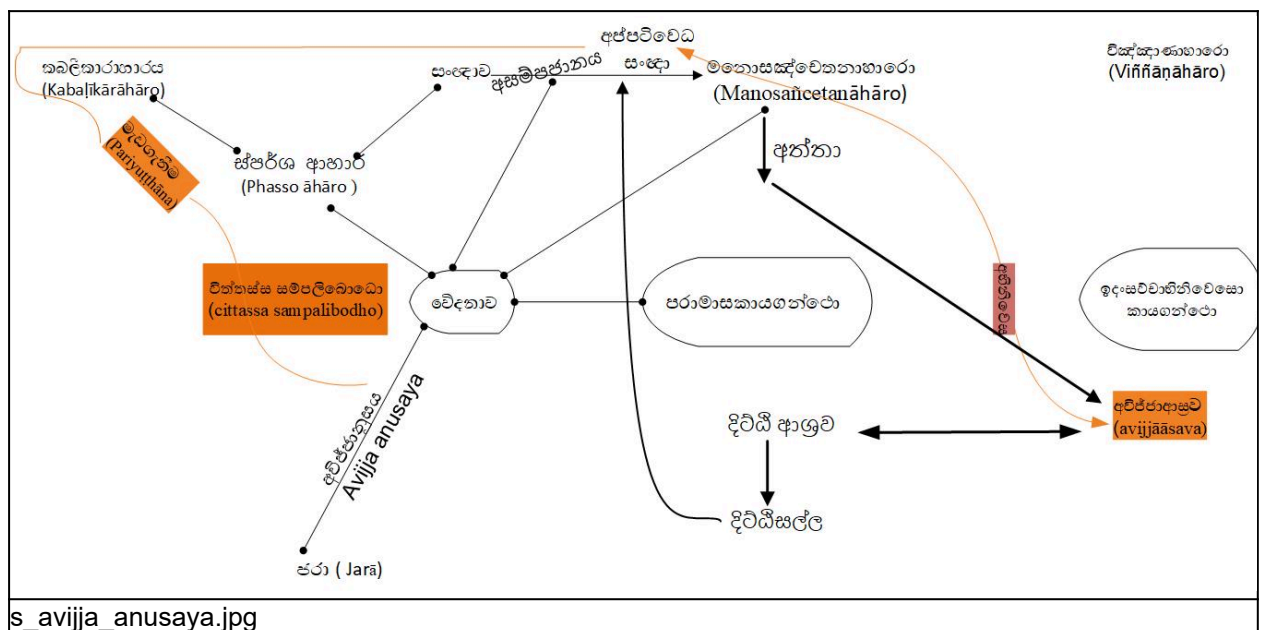 අප්පටිවෙධ
සංඥා
කබලිකාරාහාරය
(Kabaḷīkārāhāro)
සංඥාව
අසම්පජානය
මනොසඤ්චෙතනාහාරො
(Manosañcetanāhāro)
විඤ්ඤාණාහාරො
(Viññāṇāhāro)
මැඩගැනීම
(Pariyuṭṭhāna)
ස්පර්ශ ආහාර
(Phasso āhāro )
අත්තා
චිත්තස්ස සම්පලිබොධො
(cittassa sampalibodho)
වේදනාව
පරාමාසකායගන්ථො
අභිනිවෙස
ඉදංසච්චාභිනිවෙසො
කායගන්ථො
අවිජ්ජානුසය
Avijja anusaya
දිට්ඨි ආශ්‍රව
අවිජ්ජාආසව
(avijjāāsava)
දිට්ඨිසල්ල
ජරා ( Jarā)
s_avijja_anusaya.jpg